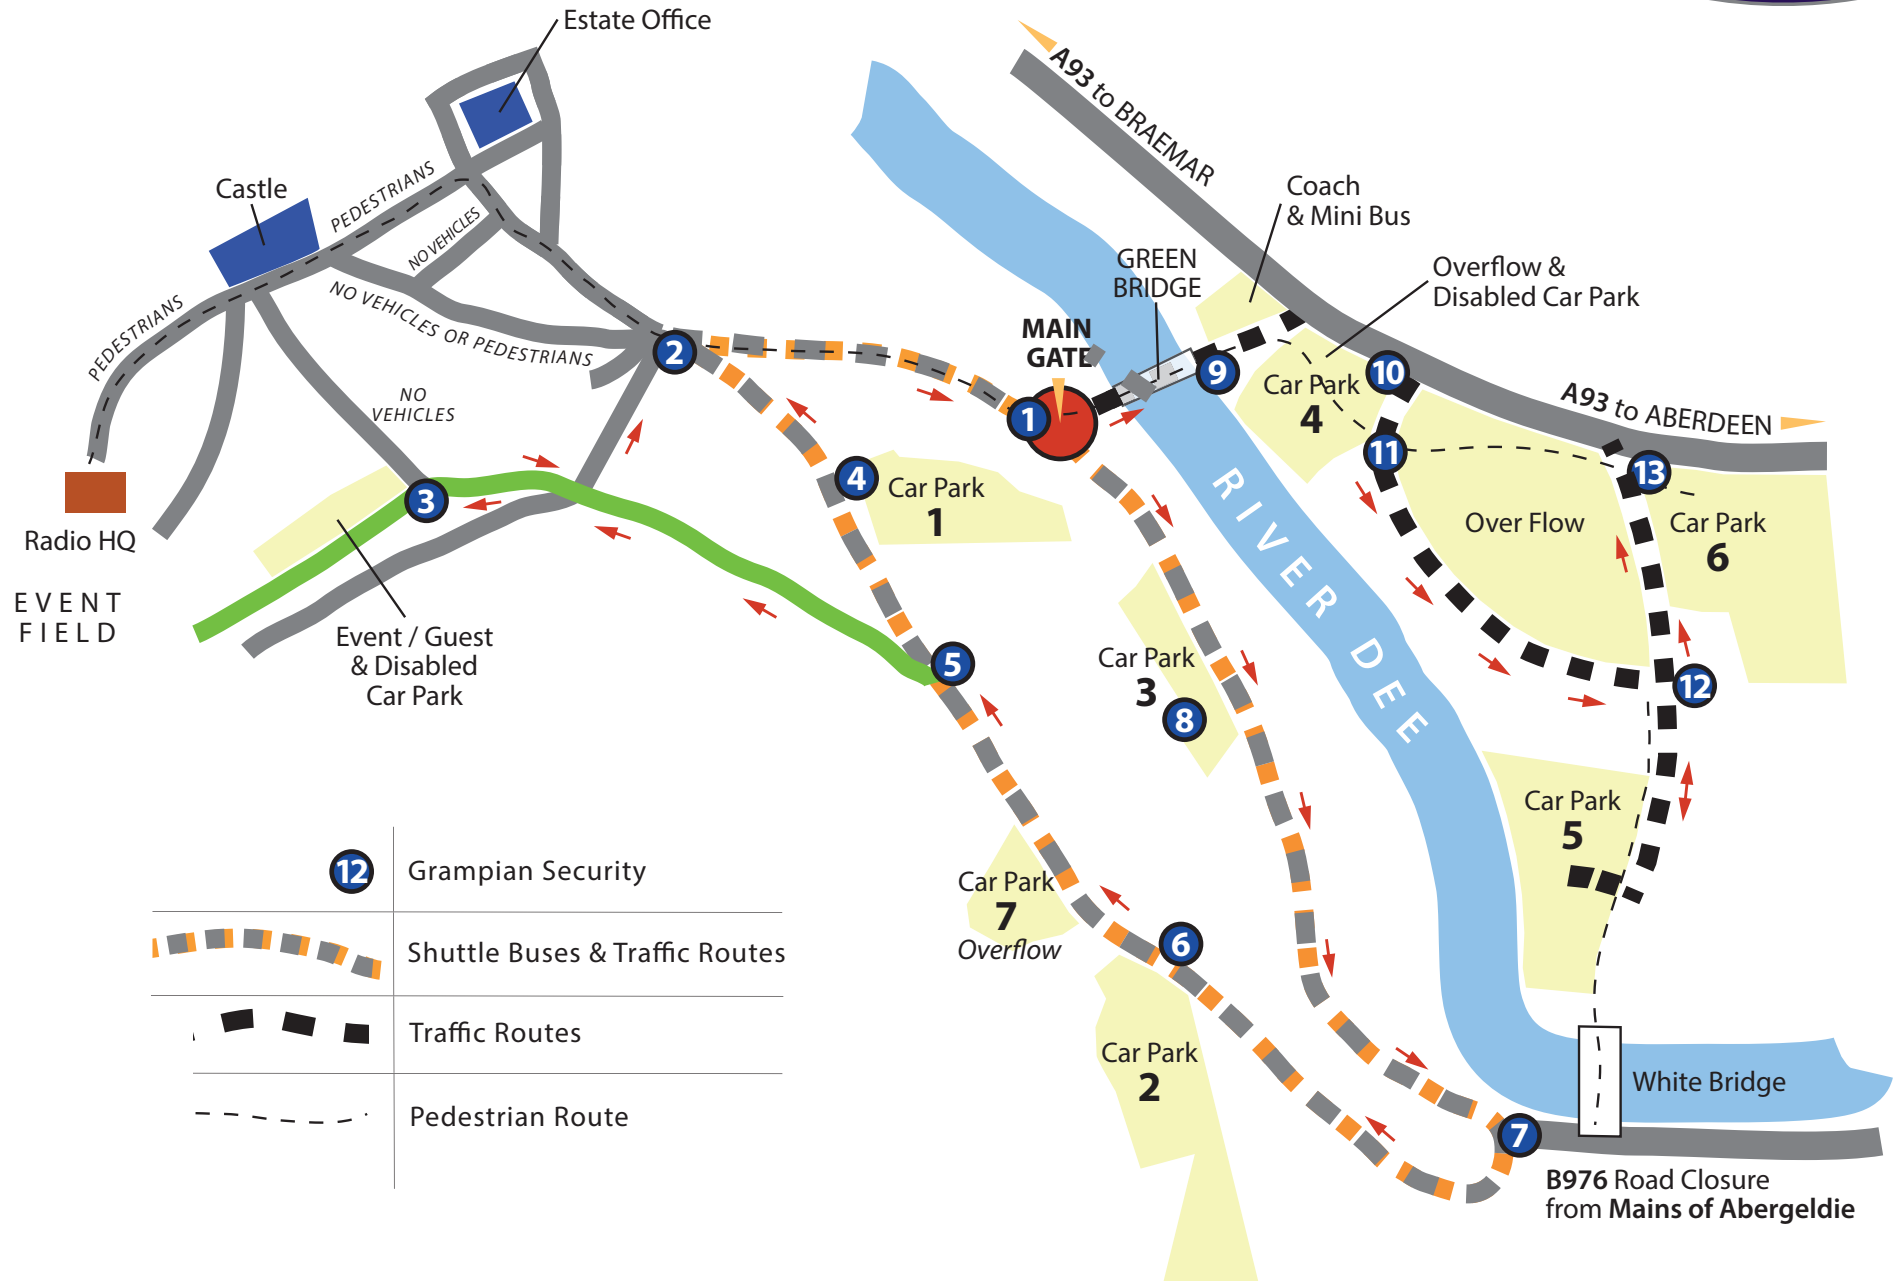 Estate Office
A93 to BRAEMAR
Castle
PEDESTRIANS
NO VEHICLES
PEDESTRIANS
NO VEHICLES OR PEDESTRIANS
NO
VEHICLES
Coach
& Mini Bus
GREEN
BRIDGE
Overflow &
Disabled Car Park
MAIN
GATE
2
1
9
Car Park
4
10
A93 to ABERDEEN
11
13
3
4
Car Park
1
RIVER DEE
Over Flow
Car Park
6
Radio HQ
EVENT
FIELD
Event / Guest
& Disabled
Car Park
5
Car Park
3
8
12
Car Park
5
12
Grampian Security
Shuttle Buses & Traffic Routes
Traffic Routes
Pedestrian Route
Car Park
7
Overflow
6
Car Park
2
White Bridge
7
B976 Road Closure
from Mains of Abergeldie